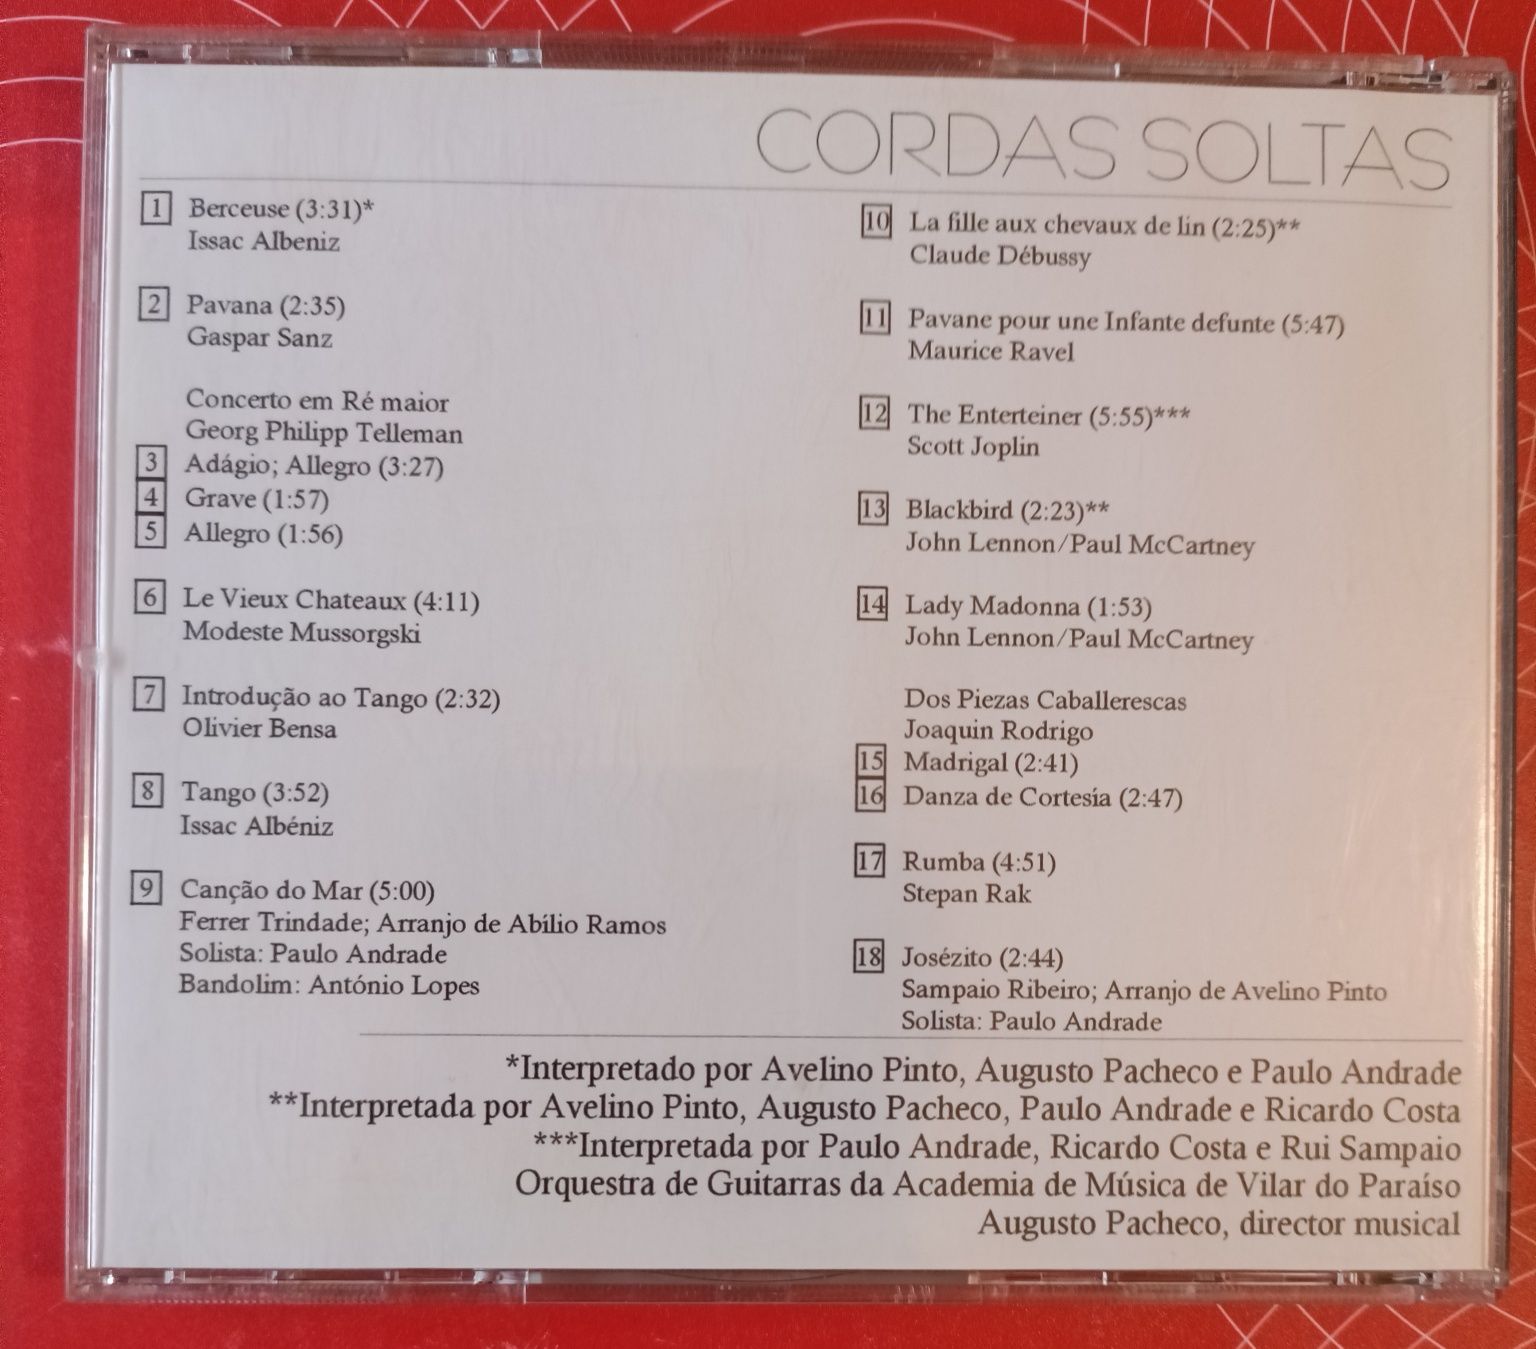 CORDAS SOLTAS
1 Berceuse (3:31)*
Issac Albeniz
2 Pavana (2:35)
Gaspar Sanz
Concerto em Ré maior
Georg Philipp Telleman
3 Adágio; Allegro (3:27)
4 Grave (1:57)
5 Allegro (1:56)
6 Le Vieux Chateaux (4:11)
Modeste Mussorgski
7 Introdução ao Tango (2:32)
Olivier Bensa
8 Tango (3:52)
Issac Albéniz
9 Canção do Mar (5:00)
Ferrer Trindade; Arranjo de Abílio Ramos
Solista: Paulo Andrade
Bandolim: António Lopes
10 La fille aux chevaux de lin (2:25)**
Claude Débussy
11 Pavane pour une Infante defunte (5:47)
Maurice Ravel
12 The Enterteiner (5:55)***
Scott Joplin
13 Blackbird (2:23)**
John Lennon/Paul McCartney
14 Lady Madonna (1:53)
John Lennon/Paul McCartney
Dos Piezas Caballerescas
Joaquin Rodrigo
15 Madrigal (2:41)
16 Danza de Cortesía (2:47)
17 Rumba (4:51)
Stepan Rak
18 Josézito (2:44)
Sampaio Ribeiro; Arranjo de Avelino Pinto
Solista: Paulo Andrade
*Interpretado por Avelino Pinto, Augusto Pacheco e Paulo Andrade
**Interpretada por Avelino Pinto, Augusto Pacheco, Paulo Andrade e Ricardo Costa
***Interpretada por Paulo Andrade, Ricardo Costa e Rui Sampaio
Orquestra de Guitarras da Academia de Música de Vilar do Paraíso
Augusto Pacheco, director musical